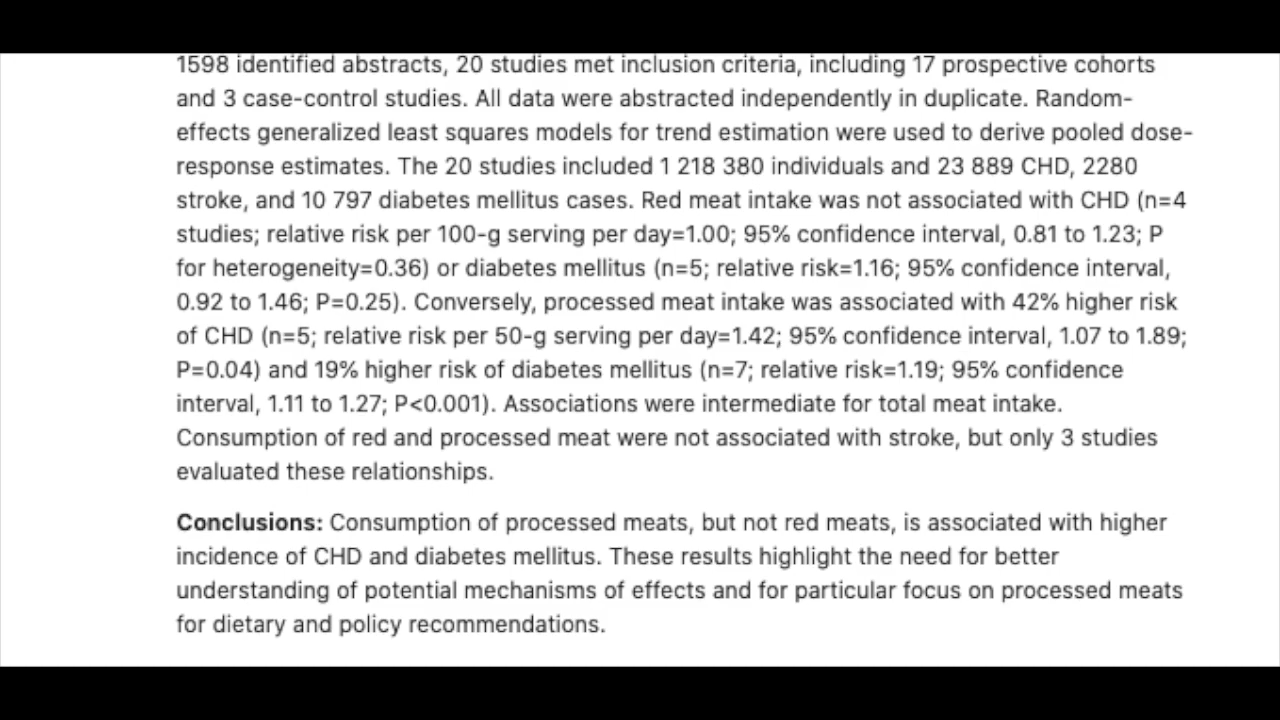 1598 identified abstracts, 20 studies met inclusion criteria, including 17 prospective cohorts
and 3 case-control studies. All data were abstracted independently in duplicate. Random-
effects generalized least squares models for trend estimation were used to derive pooled dose-
response estimates. The 20 studies included 1 218 380 individuals and 23 889 CHD, 2280
stroke, and 10 797 diabetes mellitus cases. Red meat intake was not associated with CHD (n=4
studies; relative risk per 100-g serving per day=1.00; 95% confidence interval, 0.81 to 1.23; P
for heterogeneity=0.36) or diabetes mellitus (n=5; relative risk=1.16; 95% confidence interval,
0.92 to 1.46; P=0.25). Conversely, processed meat intake was associated with 42% higher risk
of CHD (n=5; relative risk per 50-g serving per day=1.42; 95% confidence interval, 1.07 to 1.89;
P=0.04) and 19% higher risk of diabetes mellitus (n=7; relative risk=1.19; 95% confidence
interval, 1.11 to 1.27; P<0.001). Associations were intermediate for total meat intake.
Consumption of red and processed meat were not associated with stroke, but only 3 studies
evaluated these relationships.
Conclusions: Consumption of processed meats, but not red meats, is associated with higher
incidence of CHD and diabetes mellitus. These results highlight the need for better
understanding of potential mechanisms of effects and for particular focus on processed meats
for dietary and policy recommendations.